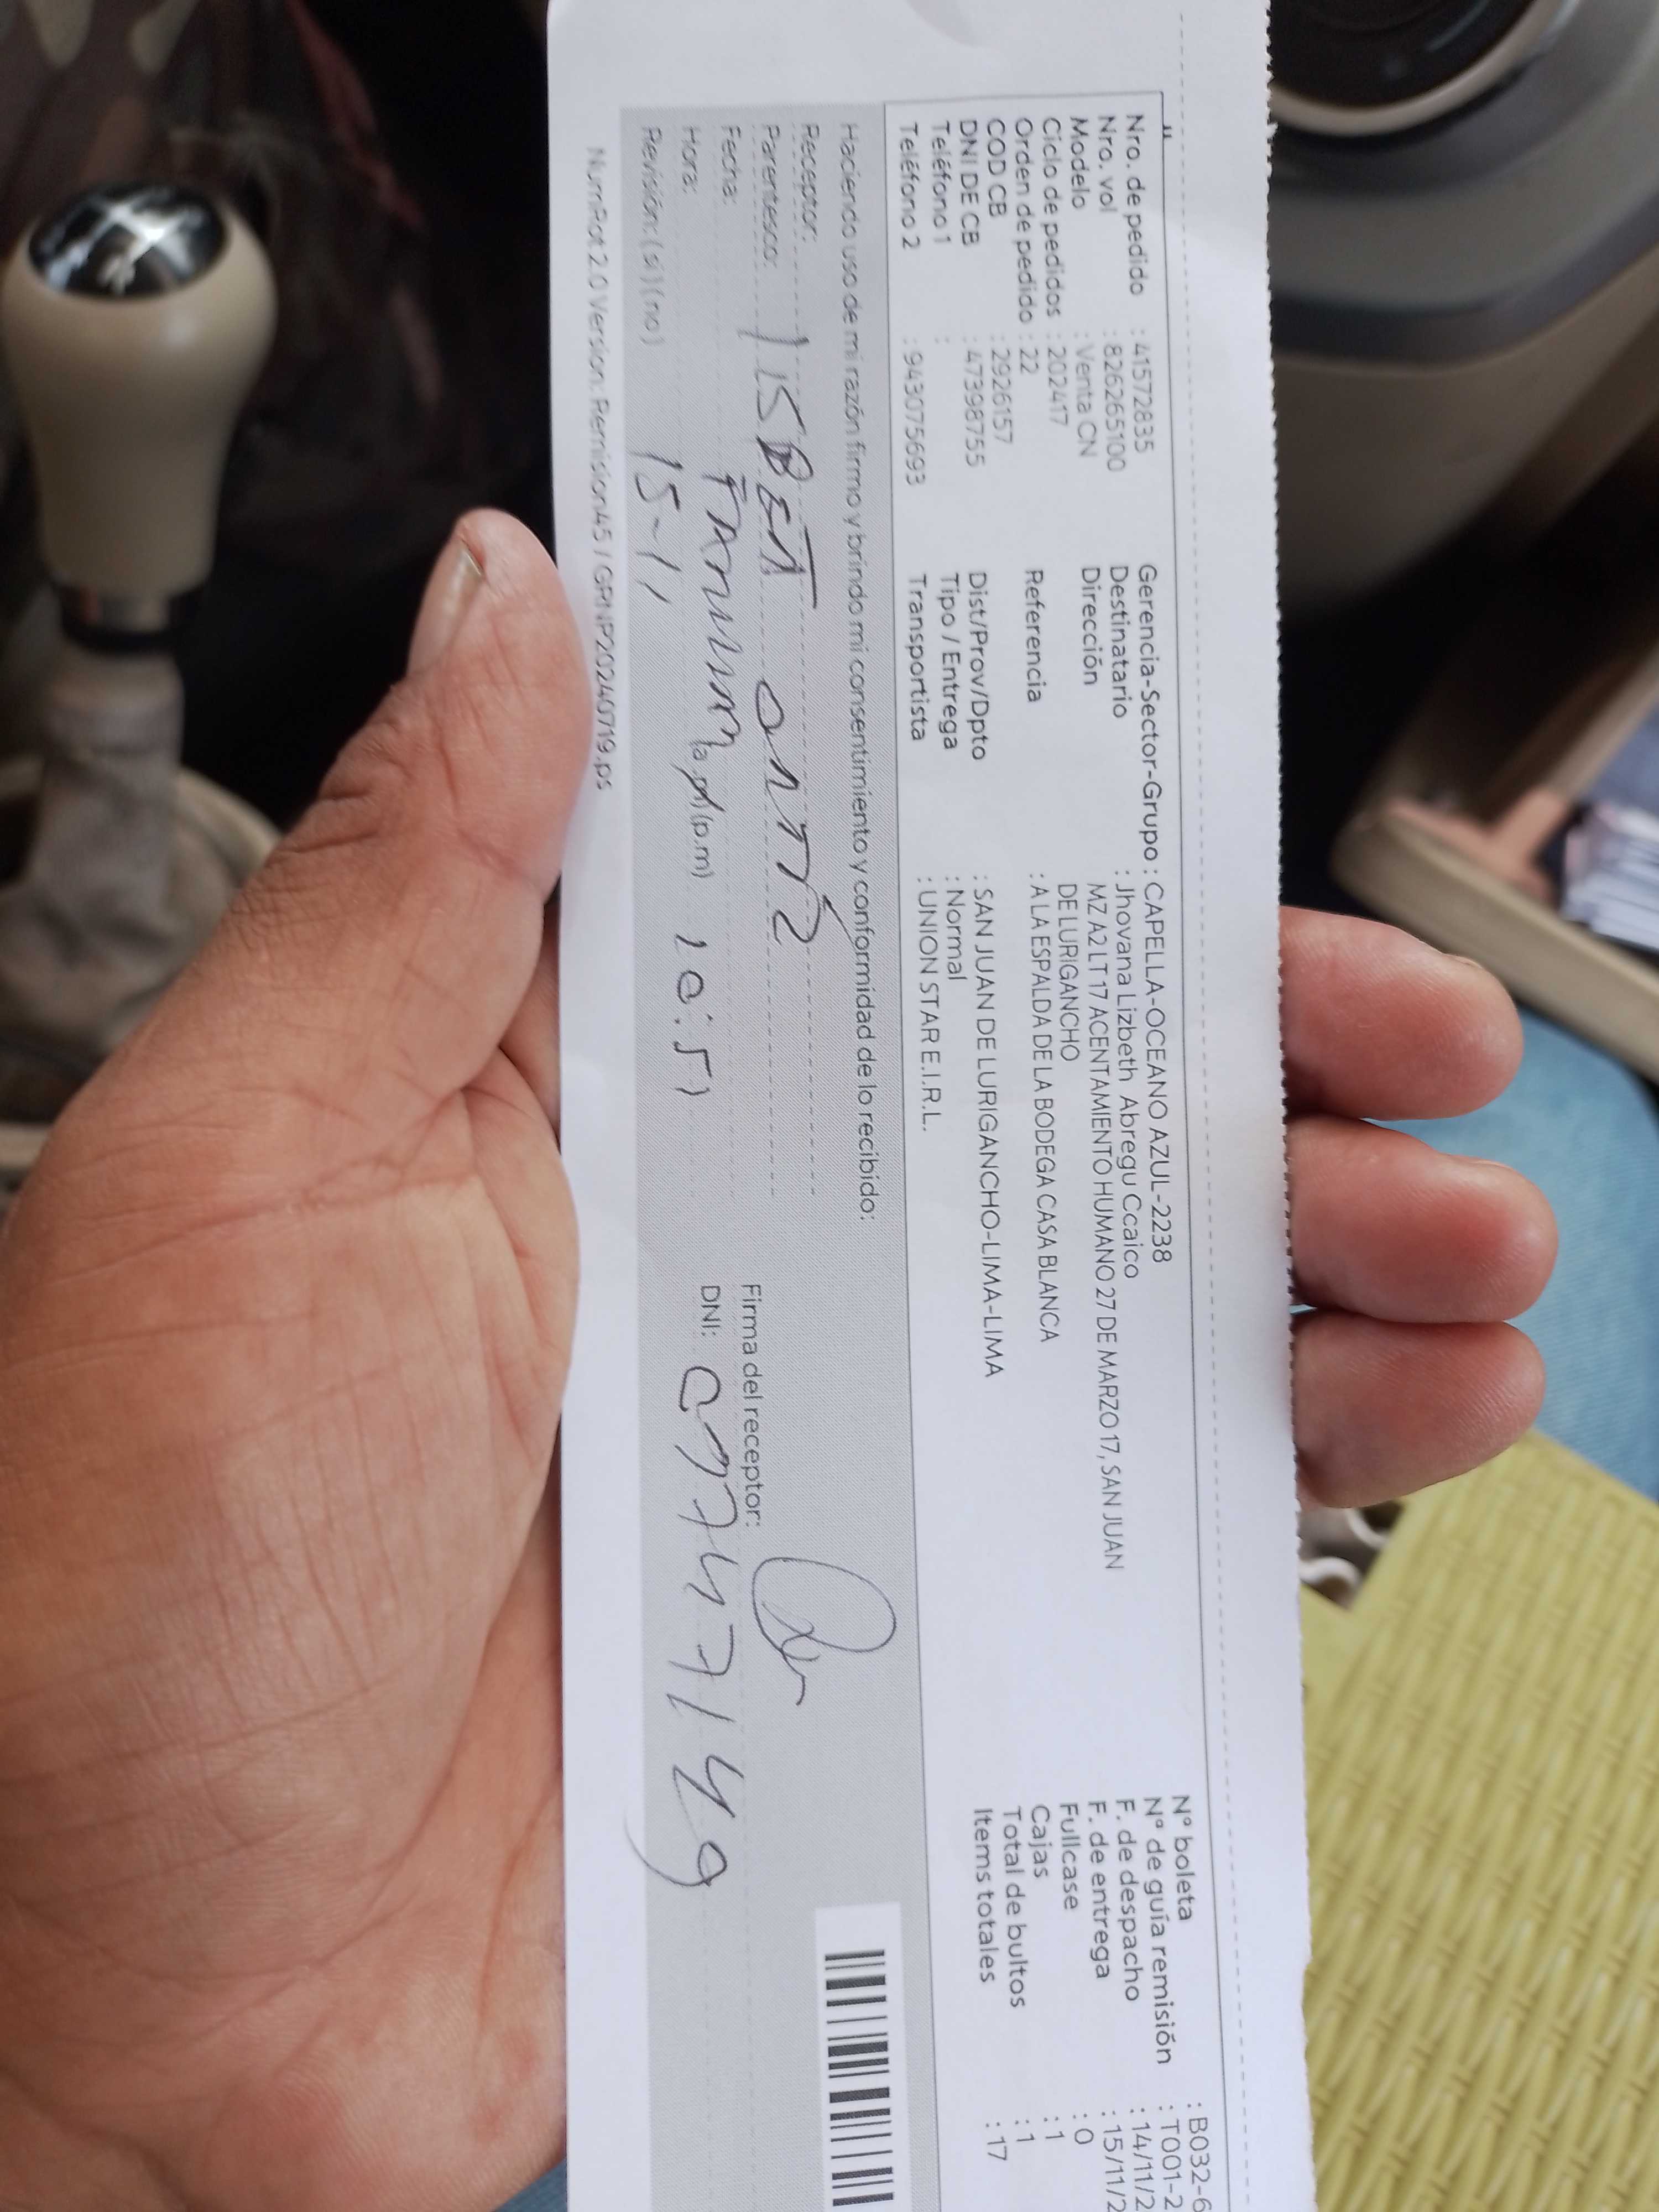 Nro. de pedido : 41572835
Nro. vol : 826265100
Modelo : Venta CN
Ciclo de pedidos : 202417
Orden de pedido : 22
COD CB : 2926157
DNI DE CB : 47398755
Teléfono 1 :
Teléfono 2 : 943075693
Gerencia-Sector-Grupo : CAPELLA-OCEANO AZUL-2238
Destinatario : Jhovana Lizbeth Abregu Ccaico
Dirección MZ A2 LT 17 ACENTAMIENTO HUMANO 27 DE MARZO 17, SAN JUAN
DE LURIGANCHO
Referencia : A LA ESPALDA DE LA BODEGA CASA BLANCA
Dist/Prov/Dpto : SAN JUAN DE LURIGANCHO-LIMA-LIMA
Tipo / Entrega : Normal
Transportista : UNION STAR E.I.R.L.
Nº boleta : B032-6
Nº de guía remisión : T001-2
F. de despacho : 14/11/2
F. de entrega : 15/11/2
Fullcase : 0
Cajas : 1
Total de bultos : 1
Items totales : 17
Haciendo uso de mi razón firmo y brindo mi consentimiento y conformidad de lo recibido:
Receptor:
Parentesco:
Fecha:
Hora: (p.m) 10:51
Revisión: (si) (no) 15-11
Firma del receptor:
DNI: 09747149
NumRot 2.0 Version: Remision45 / GRNP20240719.ps